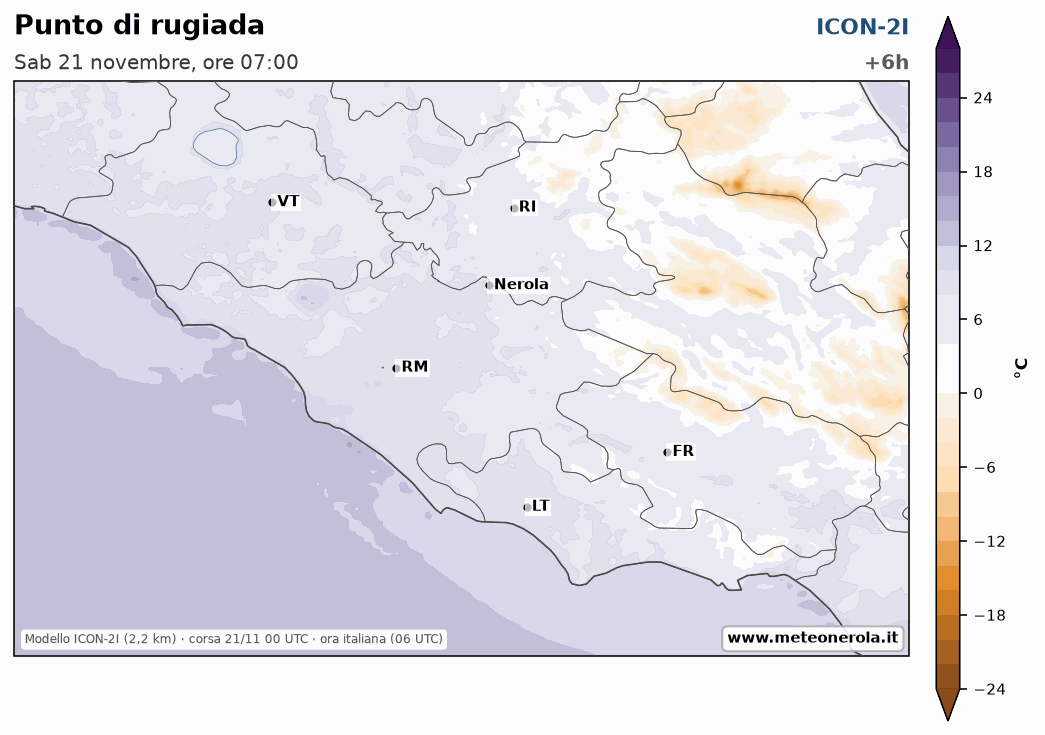 Punto di rugiada
ICON-2I
Sab 21 novembre, ore 07:00
+6h
VT
RI
Nerola
RM
FR
LT
Modello ICON-2I (2,2 km) · corsa 21/11 00 UTC · ora italiana (06 UTC)
www.meteonerola.it
24
18
12
6
0
−6
−12
−18
−24
°C